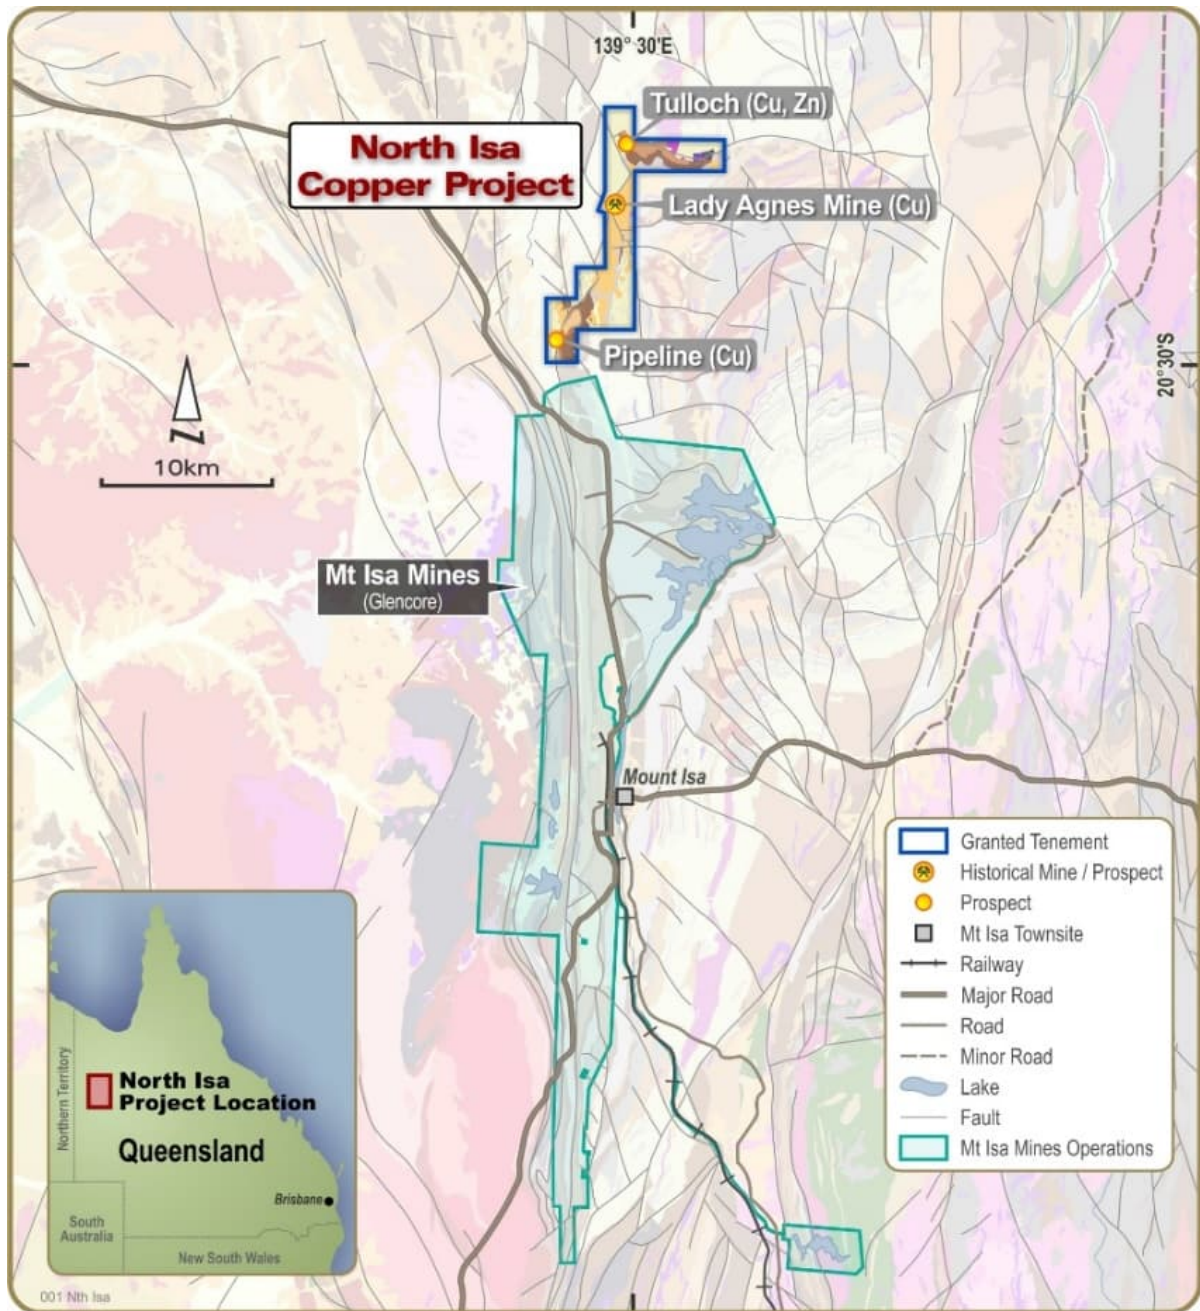 139° 30'E
Tulloch (Cu, Zn)
North Isa
Copper Project
Lady Agnes Mine (Cu)
Pipeline (Cu)
20°30'S
N
10km
Mt Isa Mines
(Glencore)
Mount Isa
Granted Tenement
Historical Mine / Prospect
Prospect
Mt Isa Townsite
Railway
Major Road
Road
Minor Road
Lake
Fault
Mt Isa Mines Operations
Northern Territory
North Isa
Project Location
Queensland
Brisbane
South
Australia
New South Wales
001 Nth Isa